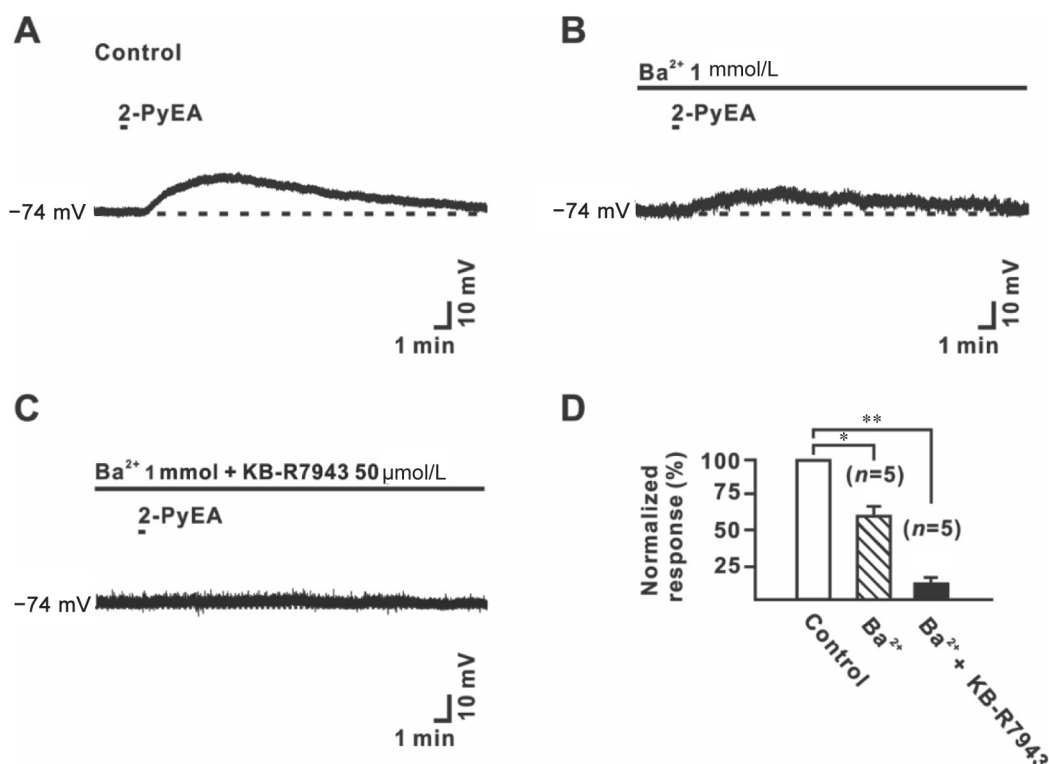 A
Control
2-PyEA
−74 mV
10 mV
1 min
B
Ba²⁺ 1 mmol/L
2-PyEA
−74 mV
10 mV
1 min
C
Ba²⁺ 1 mmol + KB-R7943 50 μmol/L
2-PyEA
−74 mV
10 mV
1 min
D
Normalized
response (%)
100
75
50
25
**
*
(n=5)
(n=5)
Control
Ba²⁺
Ba²⁺ + KB-R7943